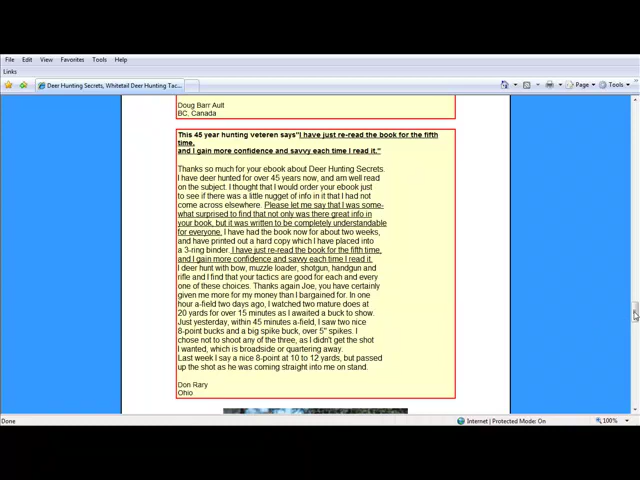 File Edit View Favorites Tools Help
Links
Deer Hunting Secrets, Whitetail Deer Hunting Tac...
Page Tools
Doug Barr Ault
BC, Canada
This 45 year hunting veteren says"I have just re-read the book for the fifth
time,
and I gain more confidence and savvy each time I read it."
Thanks so much for your ebook about Deer Hunting Secrets.
I have deer hunted for over 45 years now, and am well read
on the subject. I thought that I would order your ebook just
to see if there was a little nugget of info in it that I had not
come across elsewhere. Please let me say that I was some-
what surprised to find that not only was there great info in
your book, but it was written to be completely understandable
for everyone. I have had the book now for about two weeks,
and have printed out a hard copy which I have placed into
a 3-ring binder. I have just re-read the book for the fifth time,
and I gain more confidence and savvy each time I read it.
I deer hunt with bow, muzzle loader, shotgun, handgun and
rifle and I find that your tactics are good for each and every
one of these choices. Thanks again Joe, you have certainly
given me more for my money than I bargained for. In one
hour a-field two days ago, I watched two mature does at
20 yards for over 15 minutes as I awaited a buck to show.
Just yesterday, within 45 minutes a-field, I saw two nice
8-point bucks and a big spike buck, over 5" spikes. I
chose not to shoot any of the three, as I didn't get the shot
I wanted, which is broadside or quartering away.
Last week I say a nice 8-point at 10 to 12 yards, but passed
up the shot as he was coming straight into me on stand.
Don Rary
Ohio
Done
Internet | Protected Mode: On
100%